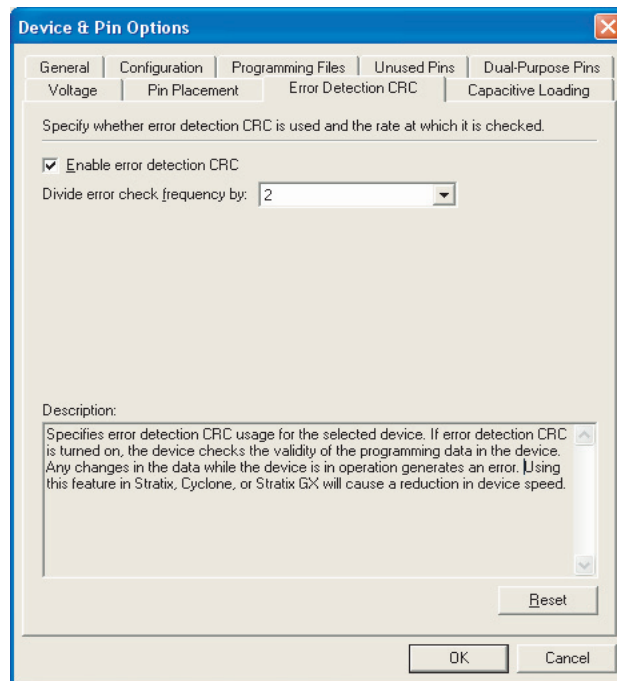 Device & Pin Options
General Configuration Programming Files Unused Pins Dual-Purpose Pins
Voltage Pin Placement Error Detection CRC Capacitive Loading
Specify whether error detection CRC is used and the rate at which it is checked.
Enable error detection CRC
Divide error check frequency by: 2
Description:
Specifies error detection CRC usage for the selected device. If error detection CRC
is turned on, the device checks the validity of the programming data in the device.
Any changes in the data while the device is in operation generates an error. Using
this feature in Stratix, Cyclone, or Stratix GX will cause a reduction in device speed.
Reset
OK Cancel